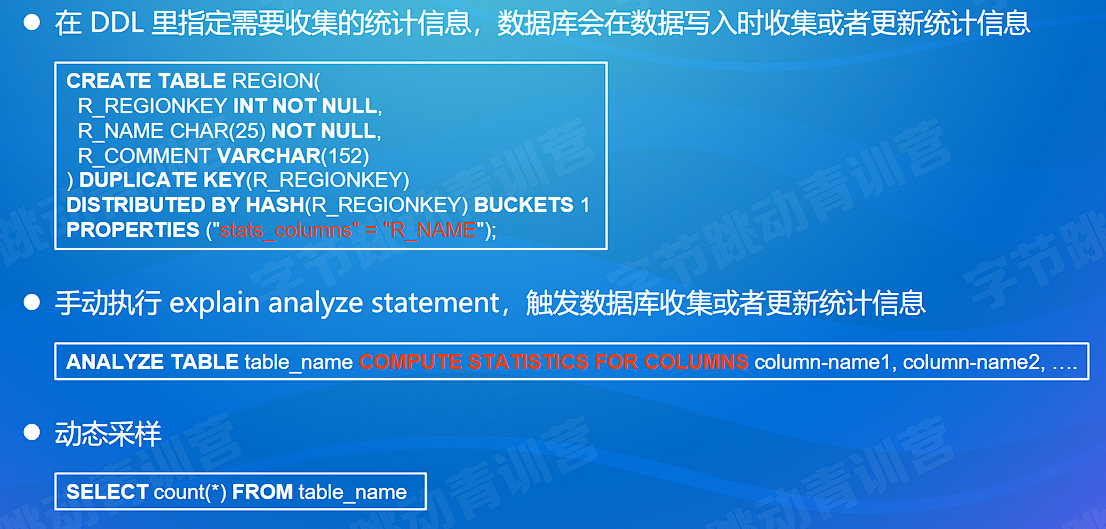 在 DDL 里指定需要收集的统计信息，数据库会在数据写入时收集或者更新统计信息
CREATE TABLE REGION(
R_REGIONKEY INT NOT NULL,
R_NAME CHAR(25) NOT NULL,
R_COMMENT VARCHAR(152)
) DUPLICATE KEY(R_REGIONKEY)
DISTRIBUTED BY HASH(R_REGIONKEY) BUCKETS 1
PROPERTIES ("stats_columns" = "R_NAME");
手动执行 explain analyze statement，触发数据库收集或者更新统计信息
ANALYZE TABLE table_name COMPUTE STATISTICS FOR COLUMNS column-name1, column-name2, ….
动态采样
SELECT count(*) FROM table_name
字节跳动青训营